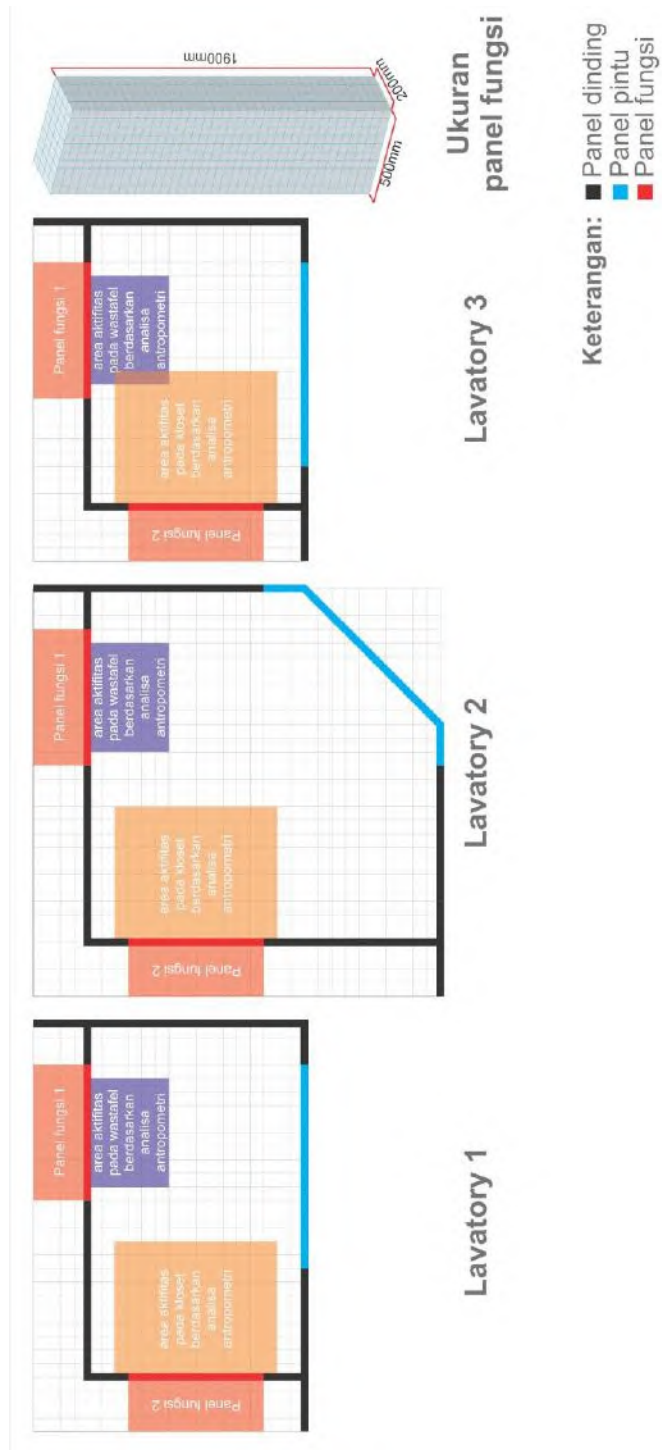 1900mm
200mm
500mm
Ukuran
panel fungsi
Keterangan:
Panel dinding
Panel pintu
Panel fungsi
Panel fungsi 1
area aktifitas
pada wastafel
berdasarkan
analisa
antropometri
area aktifitas
pada kloset
berdasarkan
analisa
antropometri
Panel fungsi 2
Lavatory 3
Panel fungsi 1
area aktifitas
pada wastafel
berdasarkan
analisa
antropometri
area aktifitas
pada kloset
berdasarkan
analisa
antropometri
Panel fungsi 2
Lavatory 2
Panel fungsi 1
area aktifitas
pada wastafel
berdasarkan
analisa
antropometri
area aktifitas
pada kloset
berdasarkan
analisa
antropometri
Panel fungsi 2
Lavatory 1